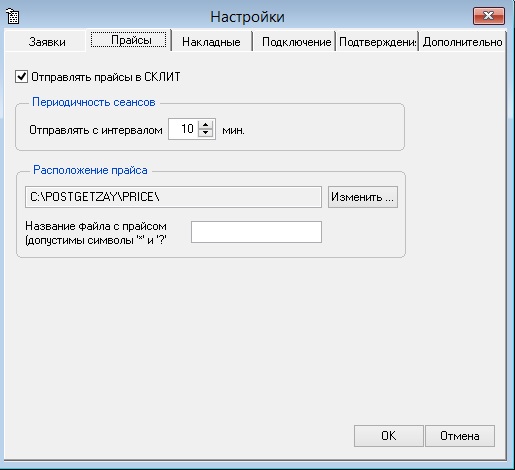 Настройки
Заявки Прайсы Накладные Подключение Подтверждени Дополнительно
Отправлять прайсы в СКЛИТ
Периодичность сеансов
Отправлять с интервалом 10 мин.
Расположение прайса
C:\POSTGETZAY\PRICE\ Изменить ...
Название файла с прайсом
(допустимы символы '*' и '?'
OK Отмена